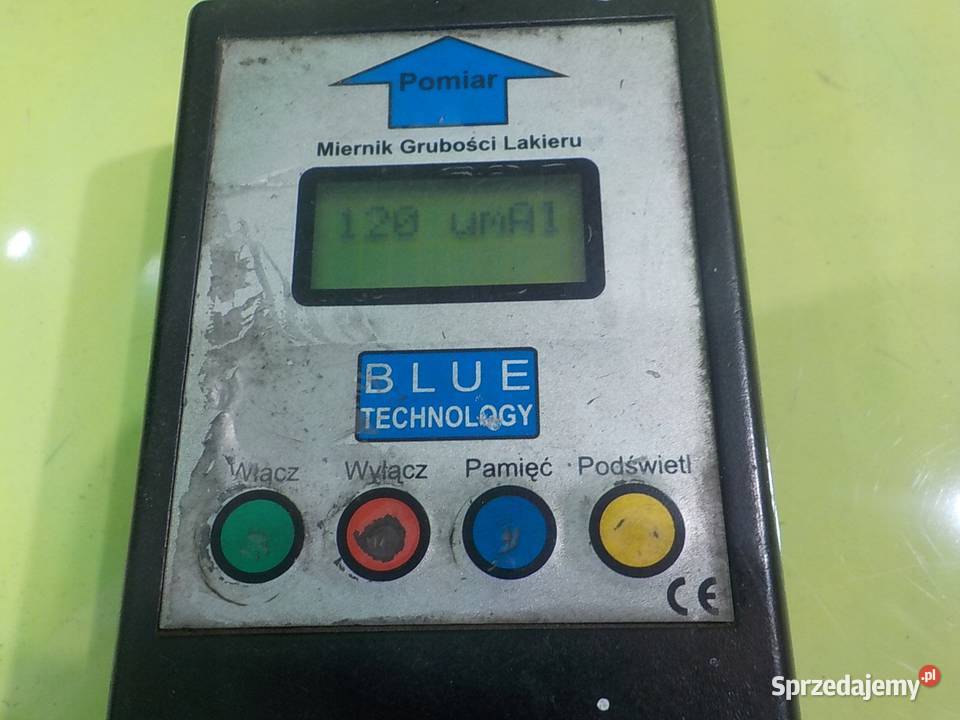 Pomiar
Miernik Grubości Lakieru
120 umAl
BLUE
TECHNOLOGY
Włącz Wyłącz Pamięć Podświetl
CE
Sprzedajemy.pl